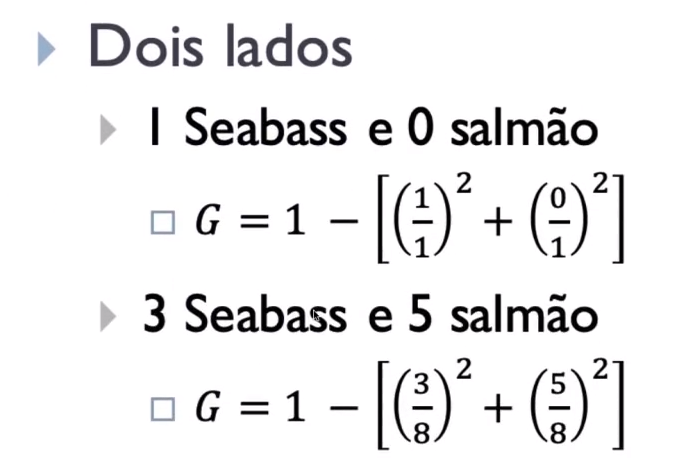 Dois lados
1 Seabass e 0 salmão
G = 1 − [(1/1)² + (0/1)²]
3 Seabass e 5 salmão
G = 1 − [(3/8)² + (5/8)²]